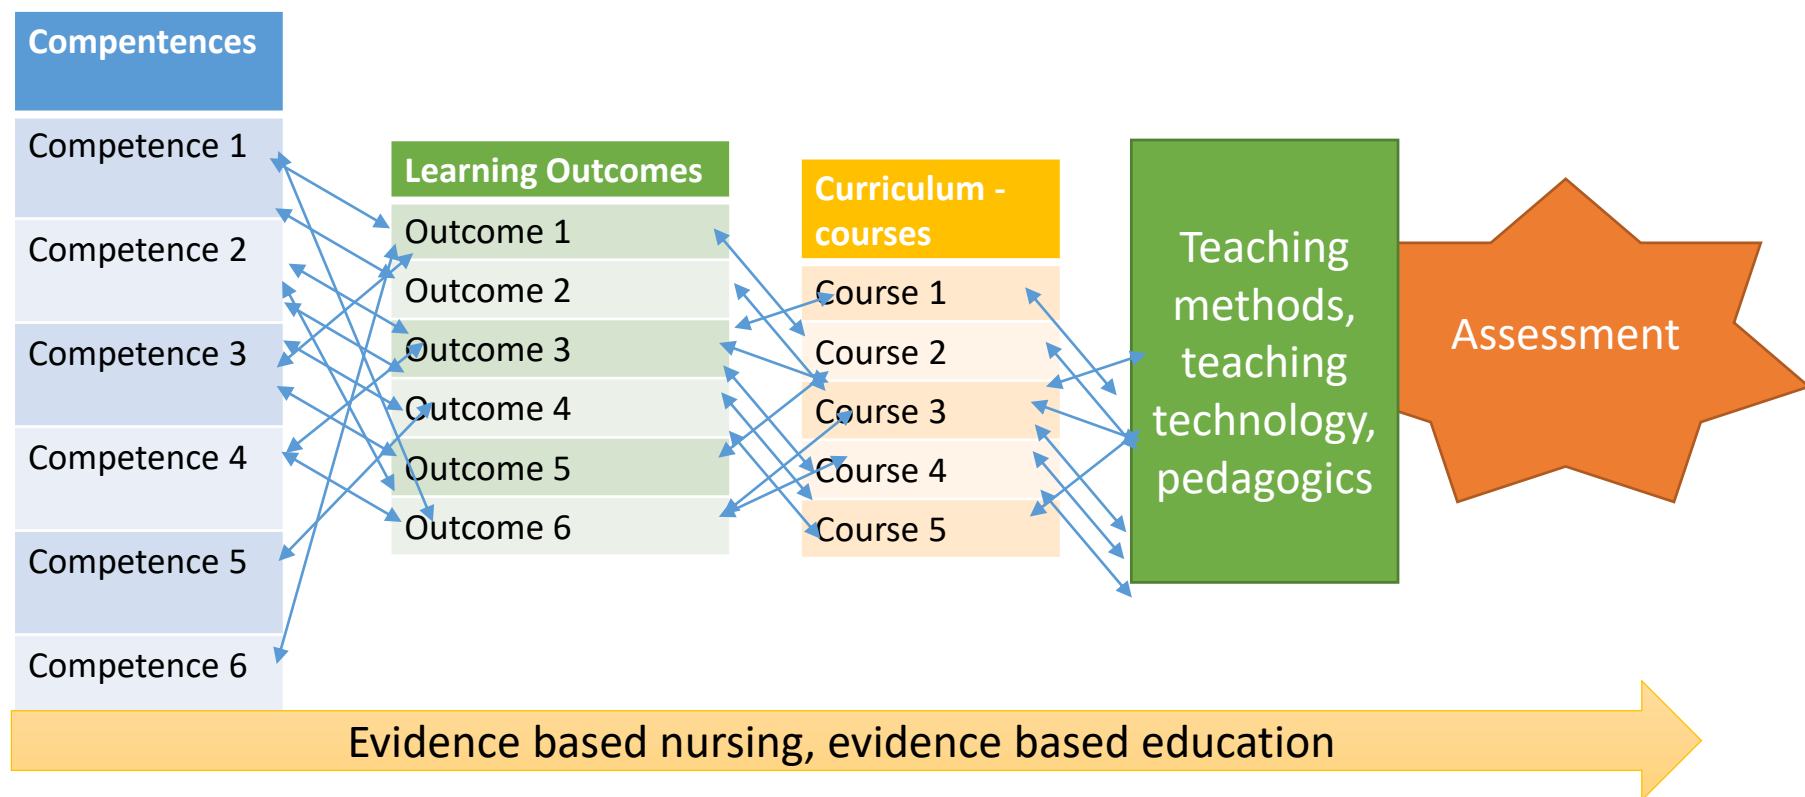 Compentences
Competence 1
Competence 2
Competence 3
Competence 4
Competence 5
Competence 6
Learning Outcomes
Outcome 1
Outcome 2
Outcome 3
Outcome 4
Outcome 5
Outcome 6
Curriculum -
courses
Course 1
Course 2
Course 3
Course 4
Course 5
Teaching
methods,
teaching
technology,
pedagogics
Assessment
Evidence based nursing, evidence based education